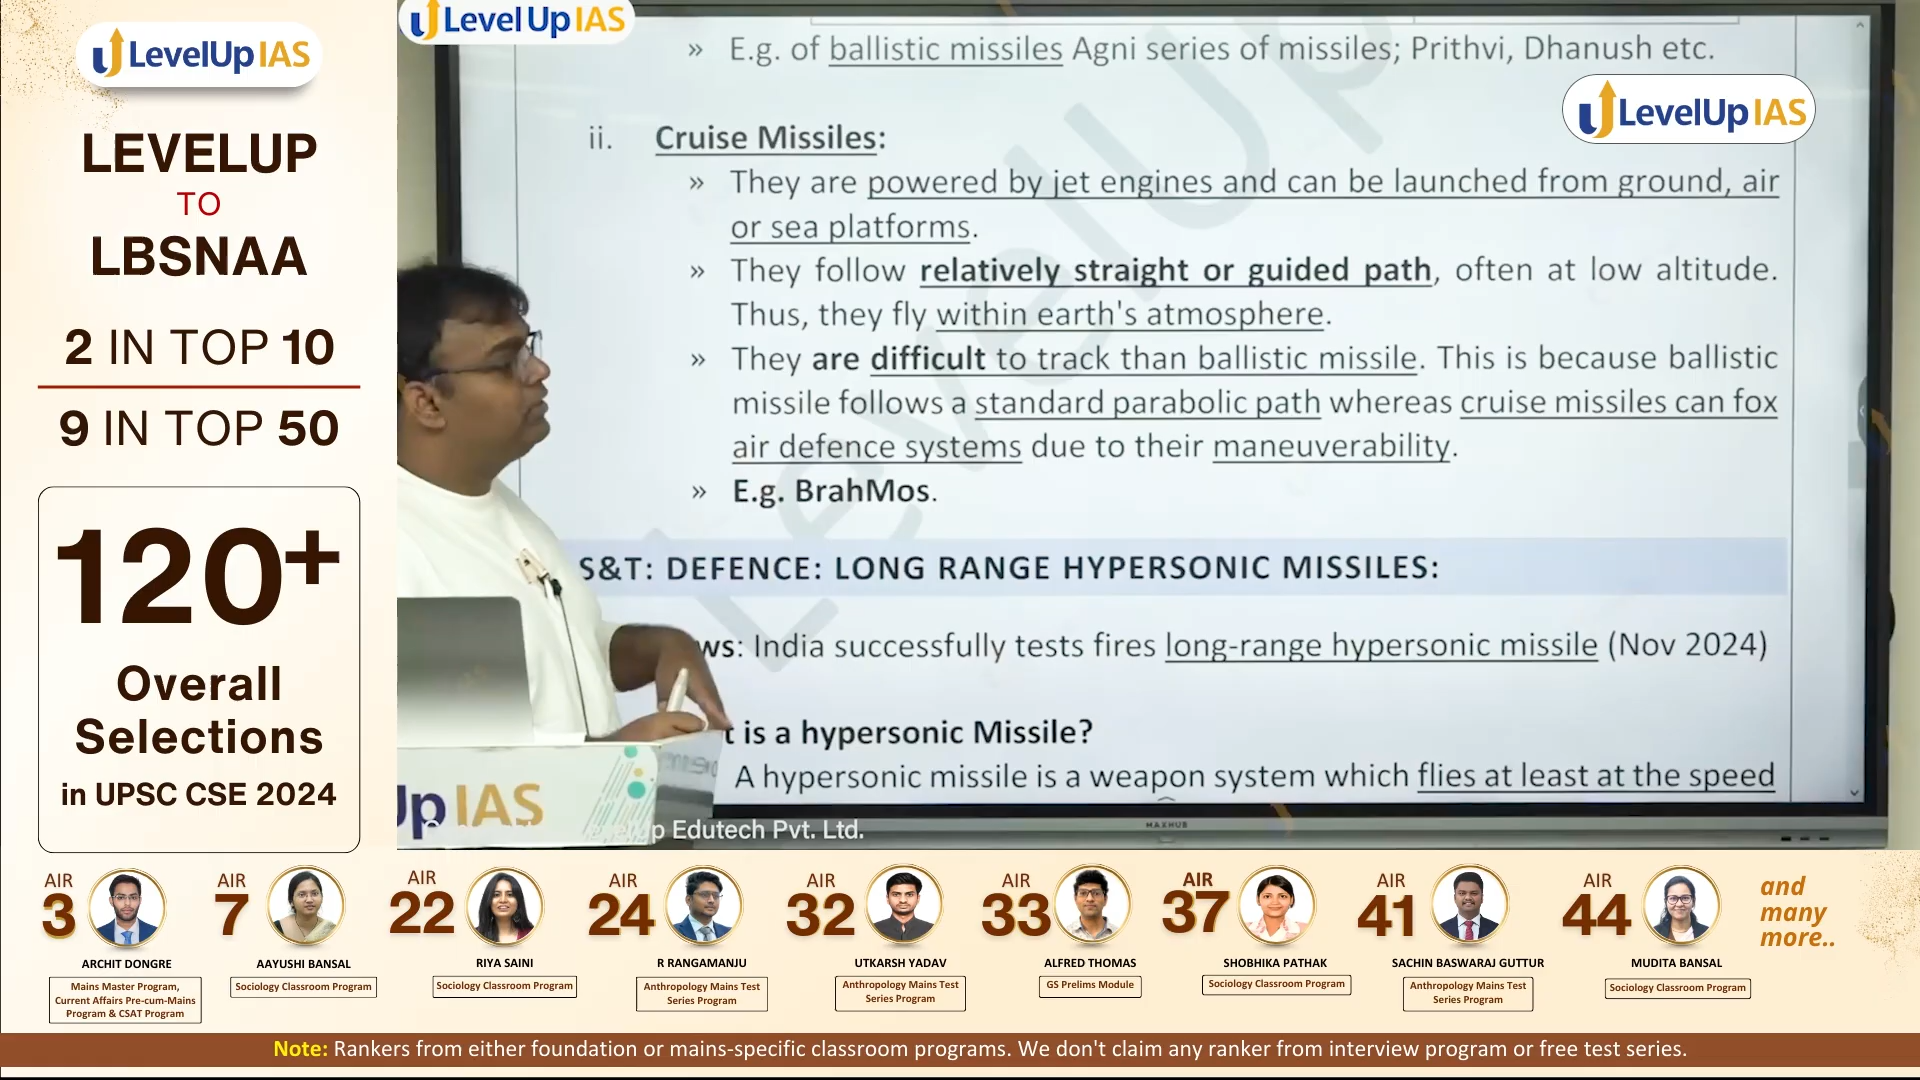 LevelUp IAS
LEVELUP
TO
LBSNAA
2 IN TOP 10
9 IN TOP 50
120+
Overall
Selections
in UPSC CSE 2024
LevelUp IAS
LevelUp IAS
» E.g. of ballistic missiles Agni series of missiles; Prithvi, Dhanush etc.
ii. Cruise Missiles:
» They are powered by jet engines and can be launched from ground, air
or sea platforms.
» They follow relatively straight or guided path, often at low altitude.
Thus, they fly within earth's atmosphere.
» They are difficult to track than ballistic missile. This is because ballistic
missile follows a standard parabolic path whereas cruise missiles can fox
air defence systems due to their maneuverability.
» E.g. BrahMos.
S&T: DEFENCE: LONG RANGE HYPERSONIC MISSILES:
ws: India successfully tests fires long-range hypersonic missile (Nov 2024)
t is a hypersonic Missile?
A hypersonic missile is a weapon system which flies at least at the speed
LevelUp
Up IAS
p Edutech Pvt. Ltd.
MAXHUB
AIR
3
ARCHIT DONGRE
Mains Master Program,
Current Affairs Pre-cum-Mains
Program & CSAT Program
AIR
7
AAYUSHI BANSAL
Sociology Classroom Program
AIR
22
RIYA SAINI
Sociology Classroom Program
AIR
24
R RANGAMANJU
Anthropology Mains Test
Series Program
AIR
32
UTKARSH YADAV
Anthropology Mains Test
Series Program
AIR
33
ALFRED THOMAS
GS Prelims Module
AIR
37
SHOBHIKA PATHAK
Sociology Classroom Program
AIR
41
SACHIN BASWARAJ GUTTUR
Anthropology Mains Test
Series Program
AIR
44
MUDITA BANSAL
Sociology Classroom Program
and
many
more..
Note: Rankers from either foundation or mains-specific classroom programs. We don't claim any ranker from interview program or free test series.